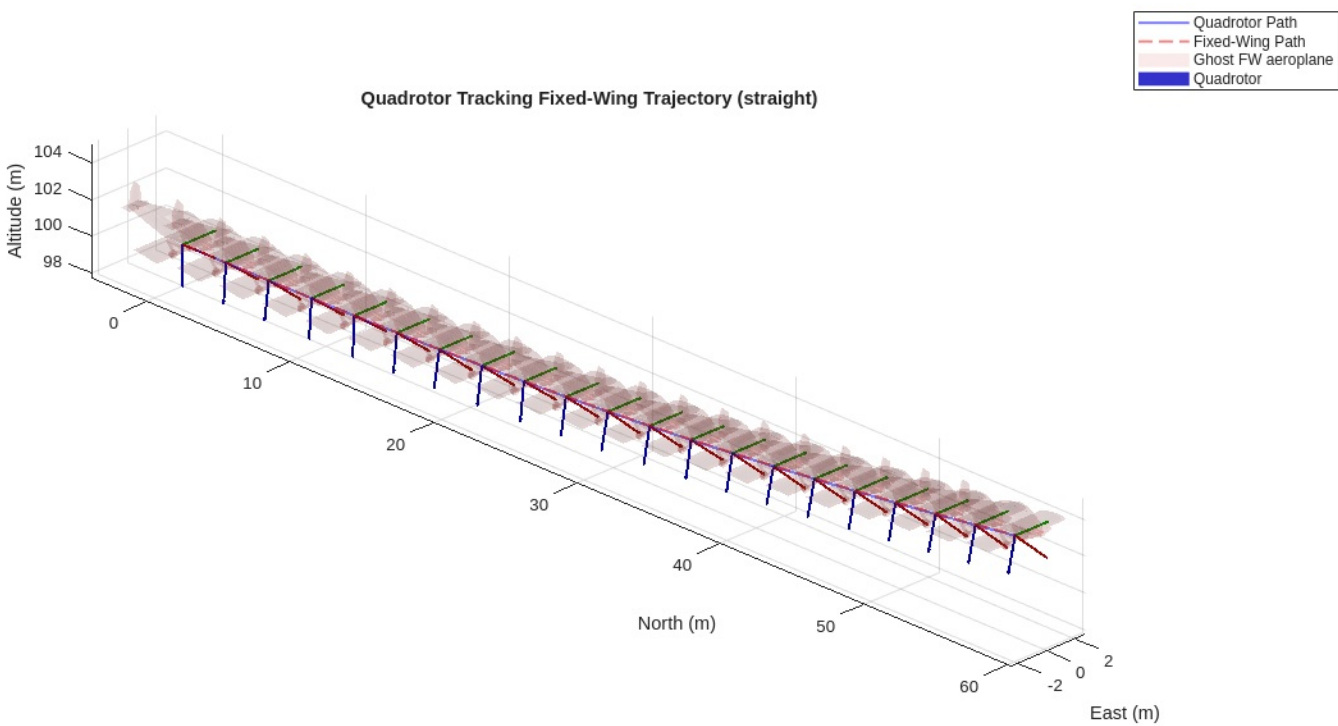 Quadrotor Path
Fixed-Wing Path
Ghost FW aeroplane
Quadrotor
Quadrotor Tracking Fixed-Wing Trajectory (straight)
Altitude (m)
104
102
100
98
0
10
20
30
40
50
60
North (m)
-2
0
2
East (m)